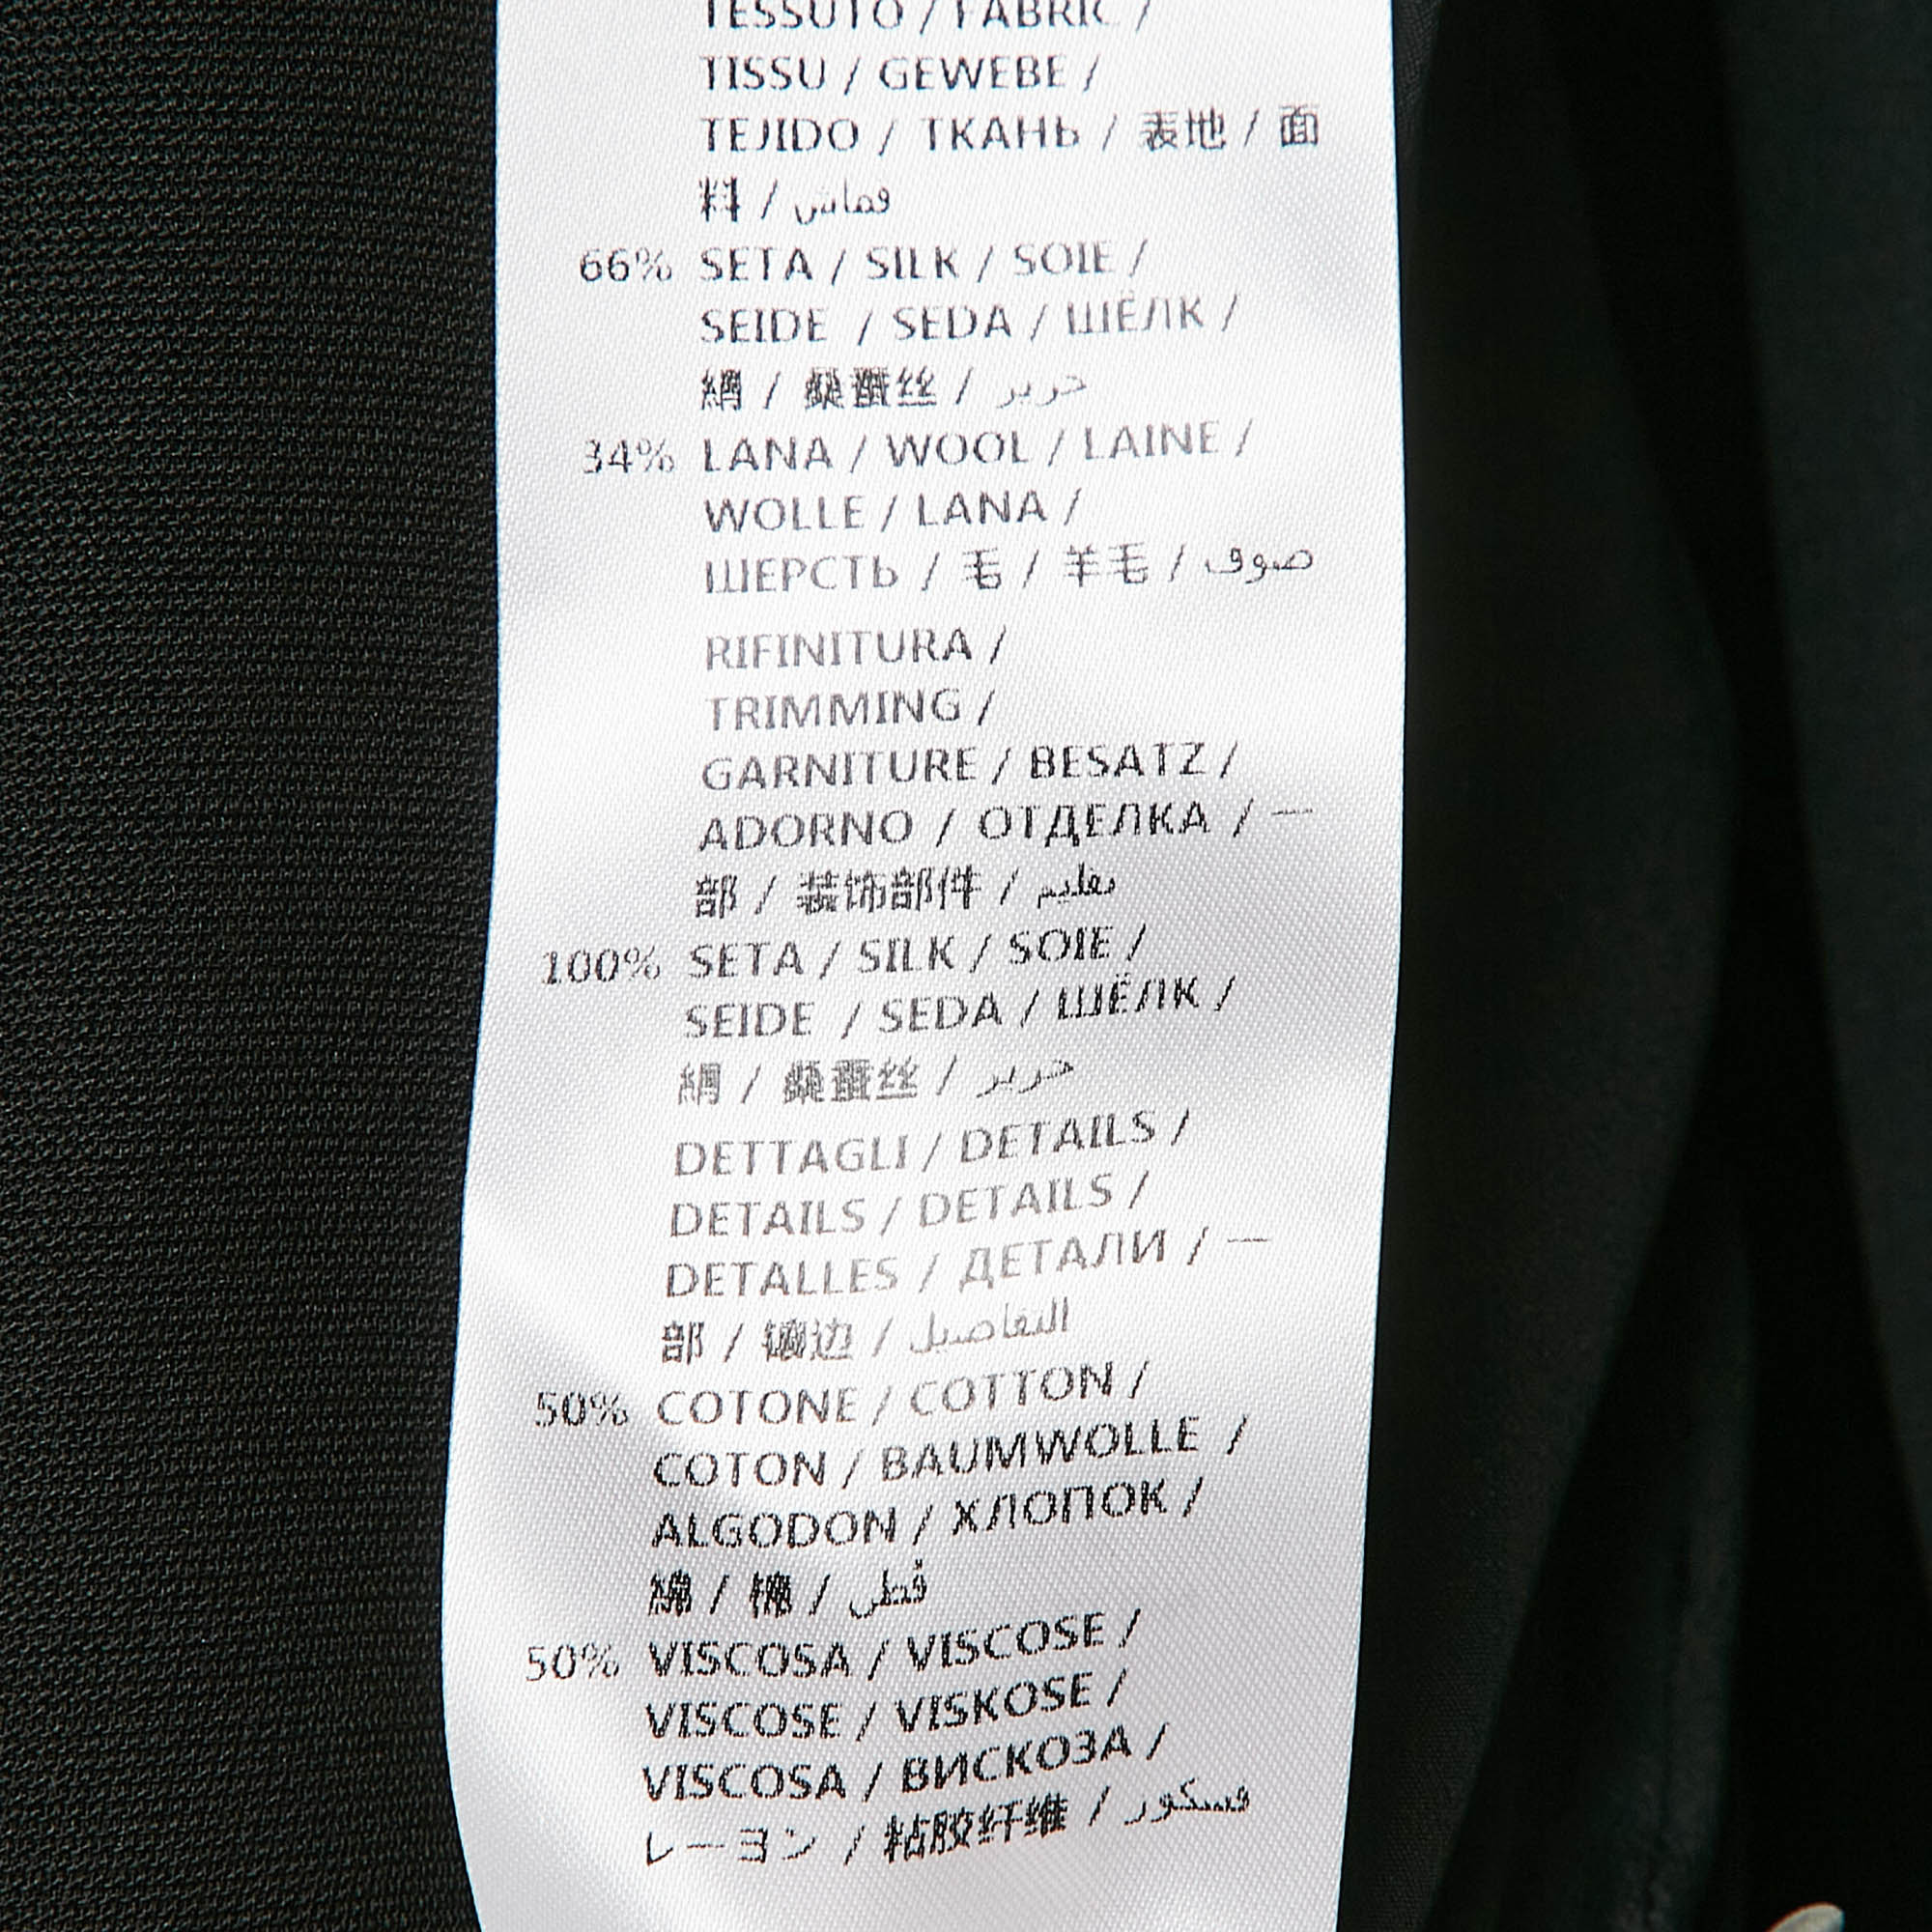 TESSUTO / FABRIC /
TISSU / GEWEBE /
TEJIDO / ТКАНЬ / 表地 / 面
料 / قماش
66% SETA / SILK / SOIE /
SEIDE / SEDA / ШЁЛК /
絹 / 桑蚕丝 / حرير
34% LANA / WOOL / LAINE /
WOLLE / LANA /
ШЕРСТЬ / 毛 / 羊毛 / صوف
RIFINITURA /
TRIMMING /
GARNITURE / BESATZ /
ADORNO / ОТДЕЛКА / 一
部 / 装饰部件 / تقليم
100% SETA / SILK / SOIE /
SEIDE / SEDA / ШЁЛК /
絹 / 桑蚕丝 / حرير
DETTAGLI / DETAILS /
DETAILS / DETAILS /
DETALLES / ДЕТАЛИ / 一
部 / 镶边 / التفاصيل
50% COTONE / COTTON /
COTON / BAUMWOLLE /
ALGODON / ХЛОПОК /
綿 / 棉 / قُطن
50% VISCOSA / VISCOSE /
VISCOSE / VISKOSE /
VISCOSA / ВИСКОЗА /
レーヨン / 粘胶纤维 / فسكور